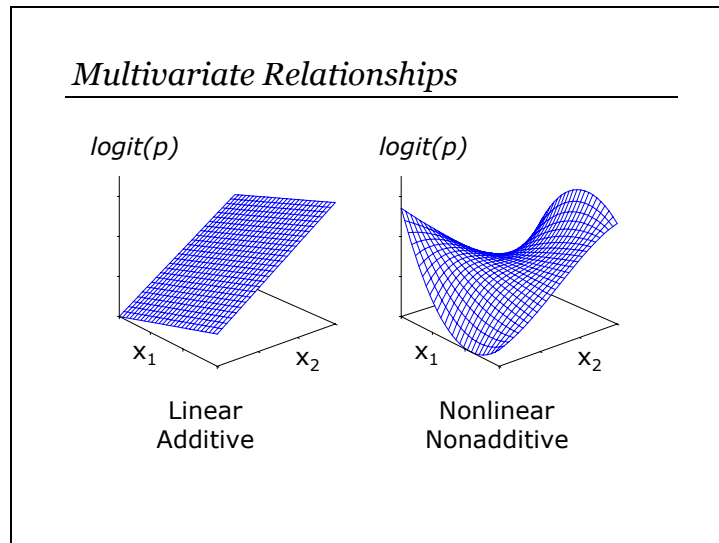 Multivariate Relationships
logit(p)
x₁
x₂
Linear
Additive
logit(p)
x₁
x₂
Nonlinear
Nonadditive